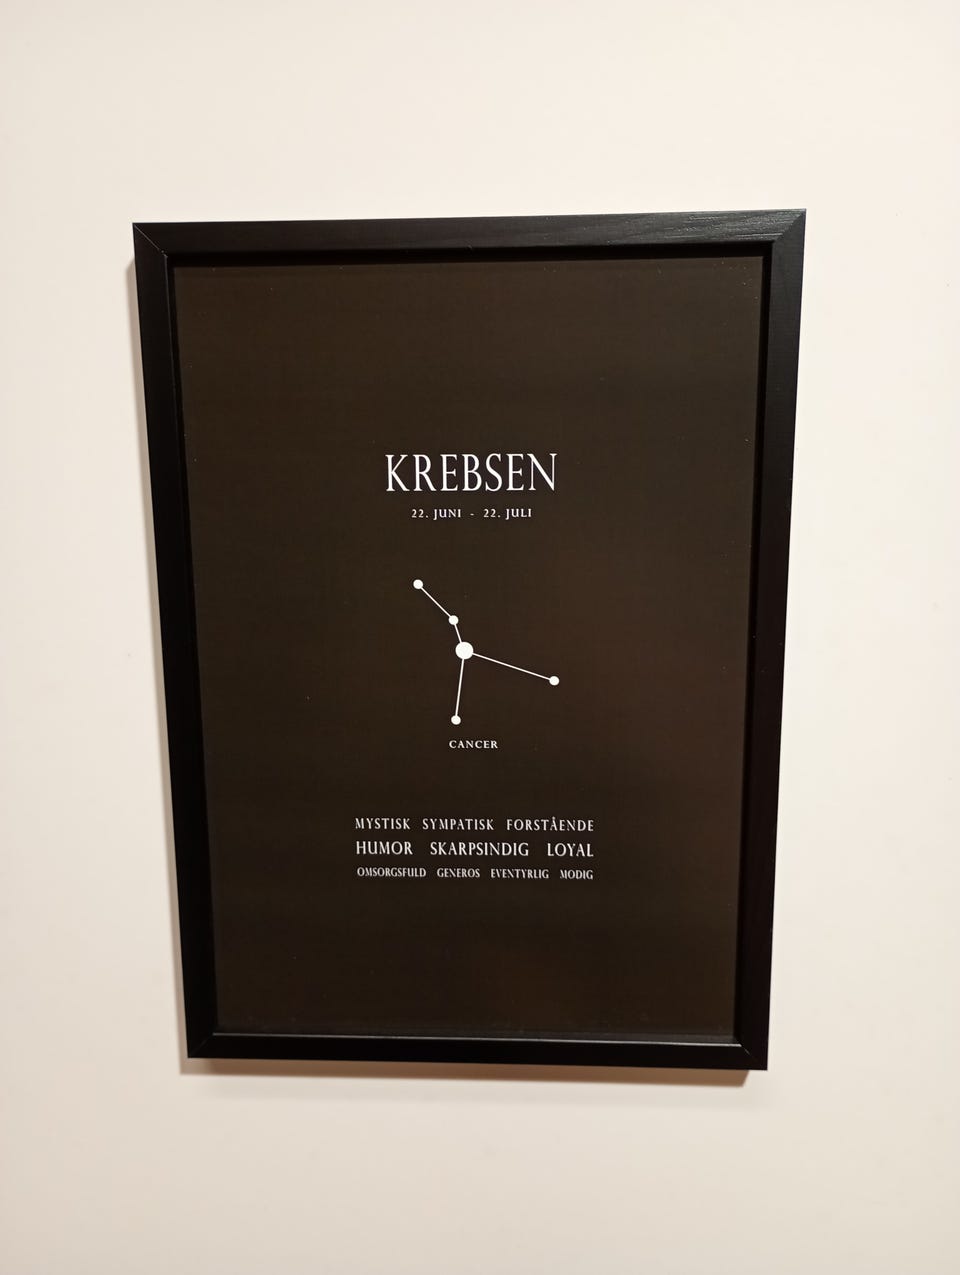 KREBSEN
22. JUNI - 22. JULI
CANCER
MYSTISK SYMPATISK FORSTÅENDE
HUMOR SKARPSINDIG LOYAL
OMSORGSFULD GENEROS EVENTYRLIG MODIG